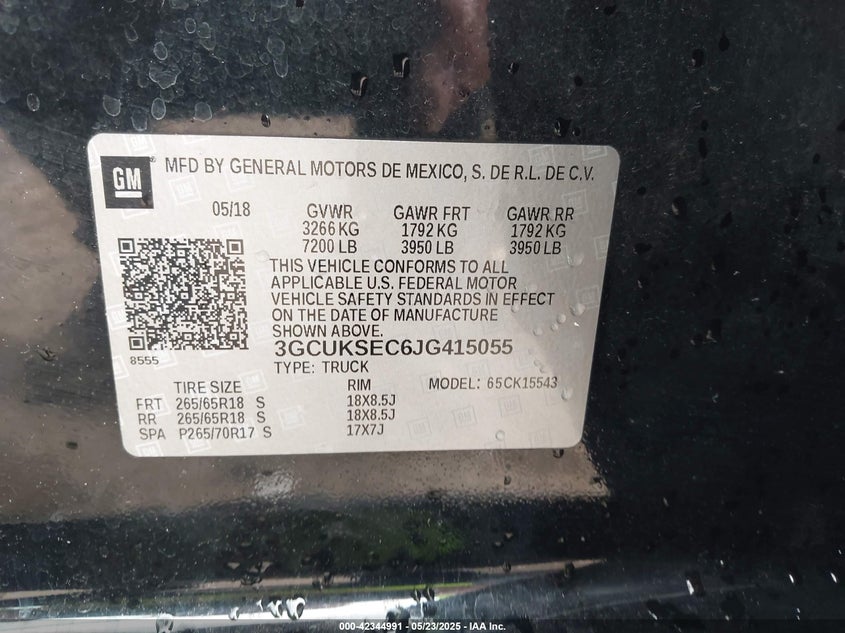 GM
MFD BY GENERAL MOTORS DE MEXICO, S. DE R.L. DE C.V.
05/18 GVWR GAWR FRT GAWR RR
3266 KG 1792 KG 1792 KG
7200 LB 3950 LB 3950 LB
THIS VEHICLE CONFORMS TO ALL
APPLICABLE U.S. FEDERAL MOTOR
VEHICLE SAFETY STANDARDS IN EFFECT
ON THE DATE OF MANUFACTURE
SHOWN ABOVE.
8555
3GCUKSEC6JG415055
TYPE: TRUCK
TIRE SIZE RIM MODEL: 65CK15543
FRT 265/65R18 S 18X8.5J
RR 265/65R18 S 18X8.5J
SPA P265/70R17 S 17X7J
000-42344991 - 05/23/2025 - IAA Inc.